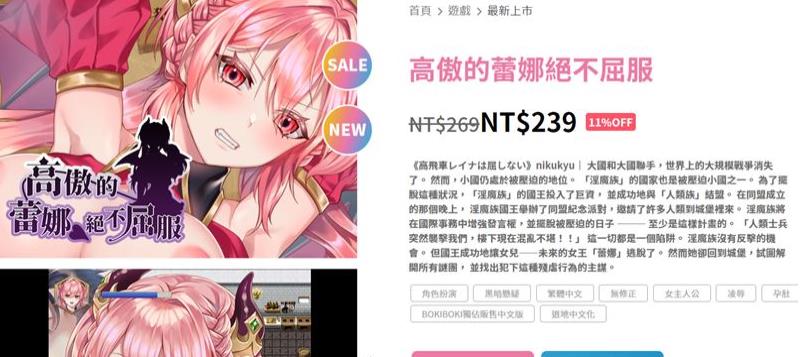 首頁 > 遊戲 > 最新上市
SALE
高傲的蕾娜絕不屈服
NEW
NT$269NT$239 11%OFF
高傲的
蕾娜 絕不屈服
《高飛車レイナは屈しない》nikukyu｜ 大國和大國聯手，世界上的大規模戰爭消失
了。 然而，小國仍處於被壓迫的地位。 「淫魔族」的國家也是被壓迫小國之一。 為了擺
脫這種狀況，「淫魔族」的國王投入了巨資， 並成功地與「人類族」結盟。 在同盟成立
的那個晚上， 淫魔族國王舉辦了同盟紀念派對，邀請了許多人類到城堡裡來。 淫魔族將
在國際事務中增強發言權，並擺脫被壓迫的日子 ——— 至少是這樣計畫的。 「人類士兵
突然襲擊我們，樓下現在混亂不堪！！」 這一切都是一個陷阱。 淫魔族沒有反擊的機
會。 但國王成功地讓女兒——未來的女王「蕾娜」逃脫了。 然而她卻回到城堡，試圖解
開所有謎團， 並找出犯下這種殘虐行為的主謀。
角色扮演 黑暗懸疑 繁體中文 無修正 女主人公 凌辱 孕肚
BOKIBOKI獨佔販售中文版 道地中文化